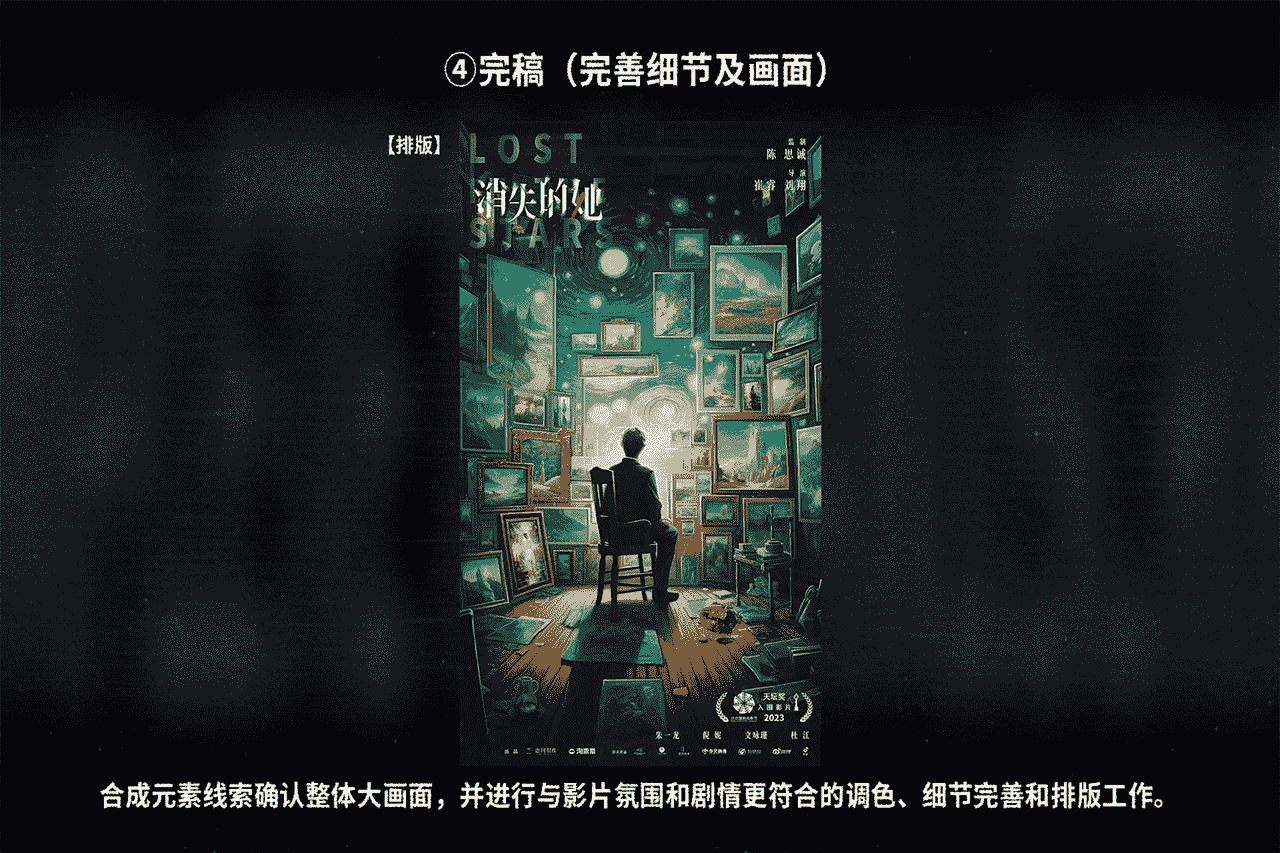 ④完稿（完善细节及画面）
【排版】
LOST
消失的她
STARS
监制
陈思诚
导演
崔睿 刘翔
天坛奖
入围影片
2023
朱一龙 倪妮 文咏珊 杜江
淘票票
合成元素线索确认整体大画面，并进行与影片氛围和剧情更符合的调色、细节完善和排版工作。